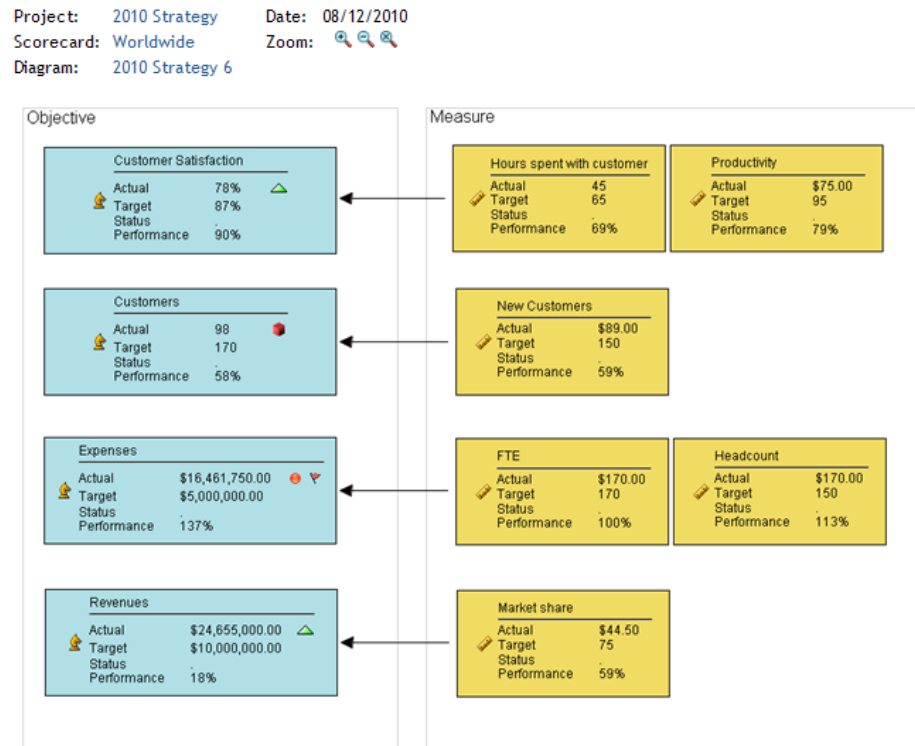 Project: 2010 Strategy Date: 08/12/2010
Scorecard: Worldwide Zoom:
Diagram: 2010 Strategy 6
Objective
Customer Satisfaction
Actual 78%
Target 87%
Status .
Performance 90%
Customers
Actual 98
Target 170
Status .
Performance 58%
Expenses
Actual $16,461,750.00
Target $5,000,000.00
Status .
Performance 137%
Revenues
Actual $24,655,000.00
Target $10,000,000.00
Status .
Performance 18%
Measure
Hours spent with customer
Actual 45
Target 65
Status .
Performance 69%
Productivity
Actual $75.00
Target 95
Status .
Performance 79%
New Customers
Actual $89.00
Target 150
Status .
Performance 59%
FTE
Actual $170.00
Target 170
Status .
Performance 100%
Headcount
Actual $170.00
Target 150
Status .
Performance 113%
Market share
Actual $44.50
Target 75
Status .
Performance 59%